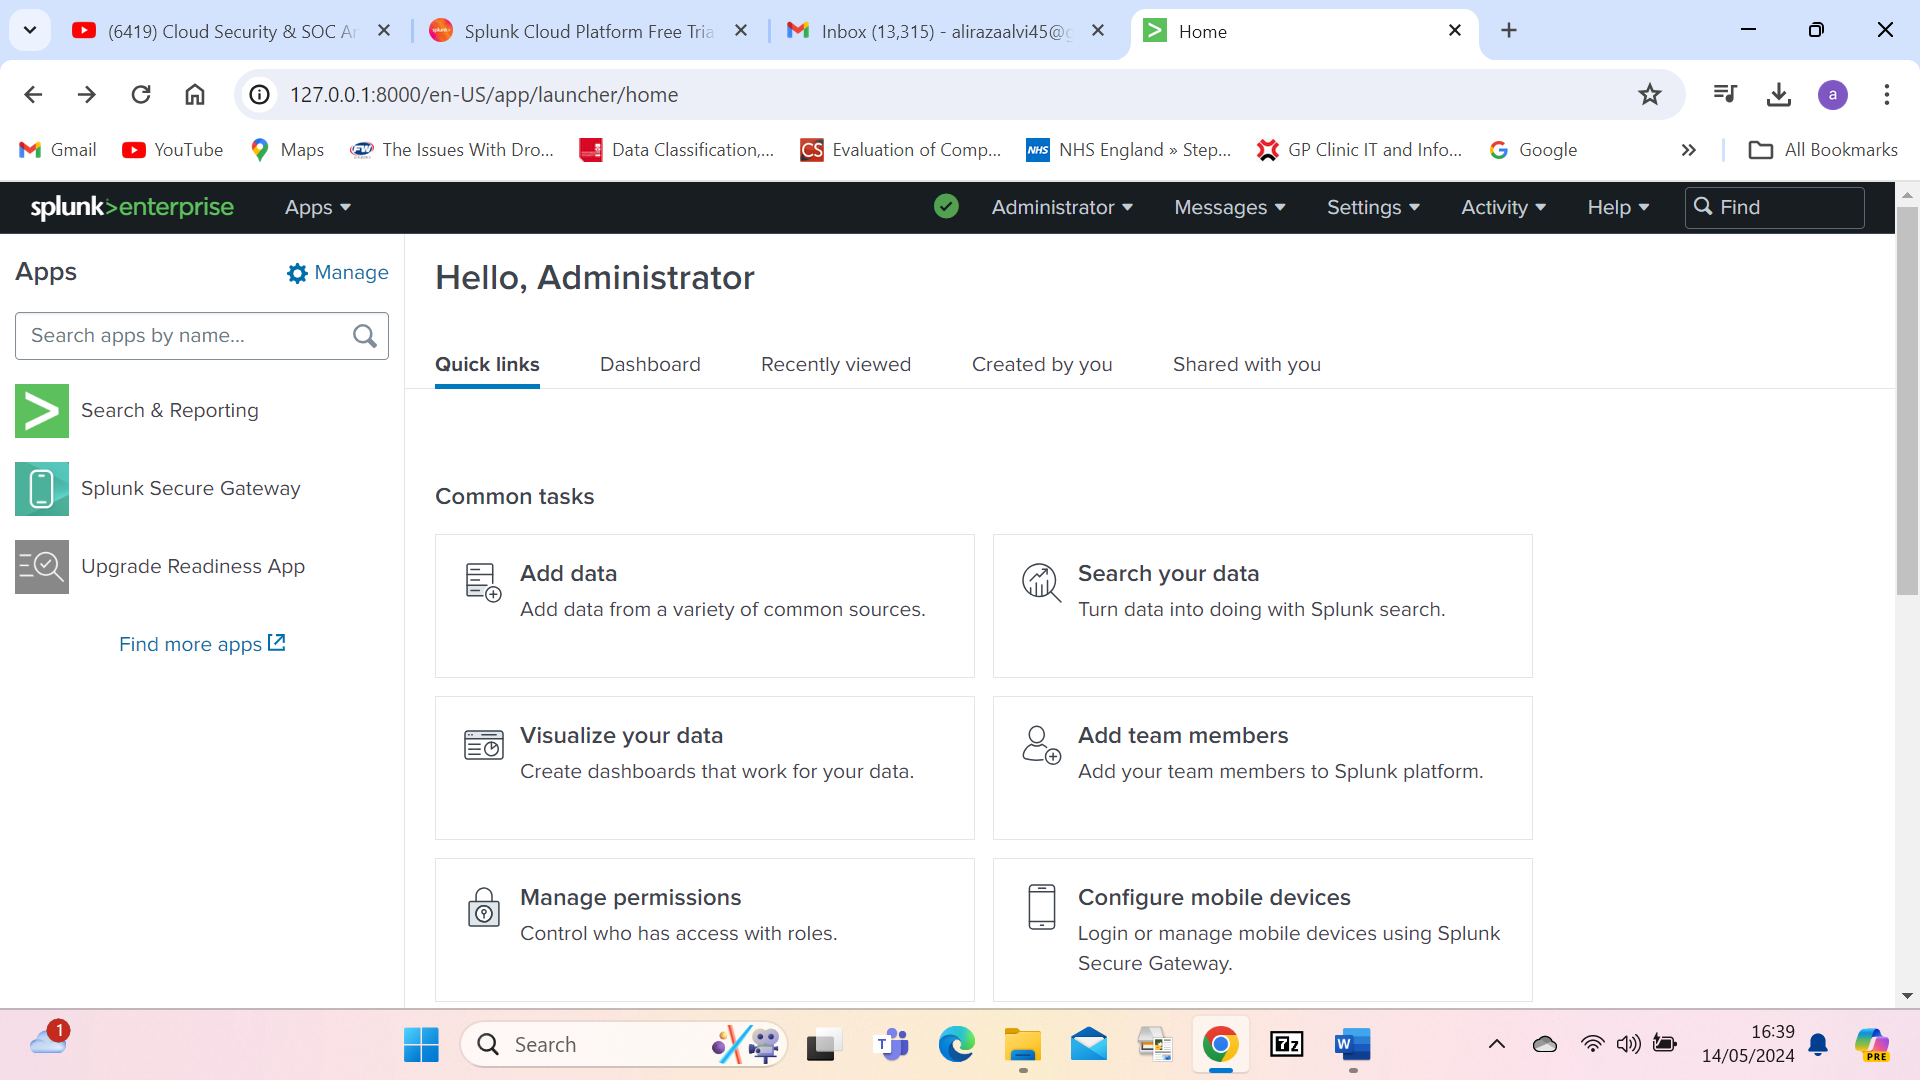 (6419) Cloud Security & SOC Ar
Splunk Cloud Platform Free Tria
Inbox (13,315) - alirazaalvi45@g
Home
127.0.0.1:8000/en-US/app/launcher/home
a
Gmail
YouTube
Maps
The Issues With Dro...
Data Classification,...
CS Evaluation of Comp...
NHS NHS England » Step...
GP Clinic IT and Info...
Google
All Bookmarks
splunk>enterprise
Apps
Administrator
Messages
Settings
Activity
Help
Find
Apps
Manage
Search apps by name...
Search & Reporting
Splunk Secure Gateway
Upgrade Readiness App
Find more apps
Hello, Administrator
Quick links
Dashboard
Recently viewed
Created by you
Shared with you
Common tasks
Add data
Add data from a variety of common sources.
Search your data
Turn data into doing with Splunk search.
Visualize your data
Create dashboards that work for your data.
Add team members
Add your team members to Splunk platform.
Manage permissions
Control who has access with roles.
Configure mobile devices
Login or manage mobile devices using Splunk
Secure Gateway.
1
Search
T
7z
W
16:39
14/05/2024
PRE